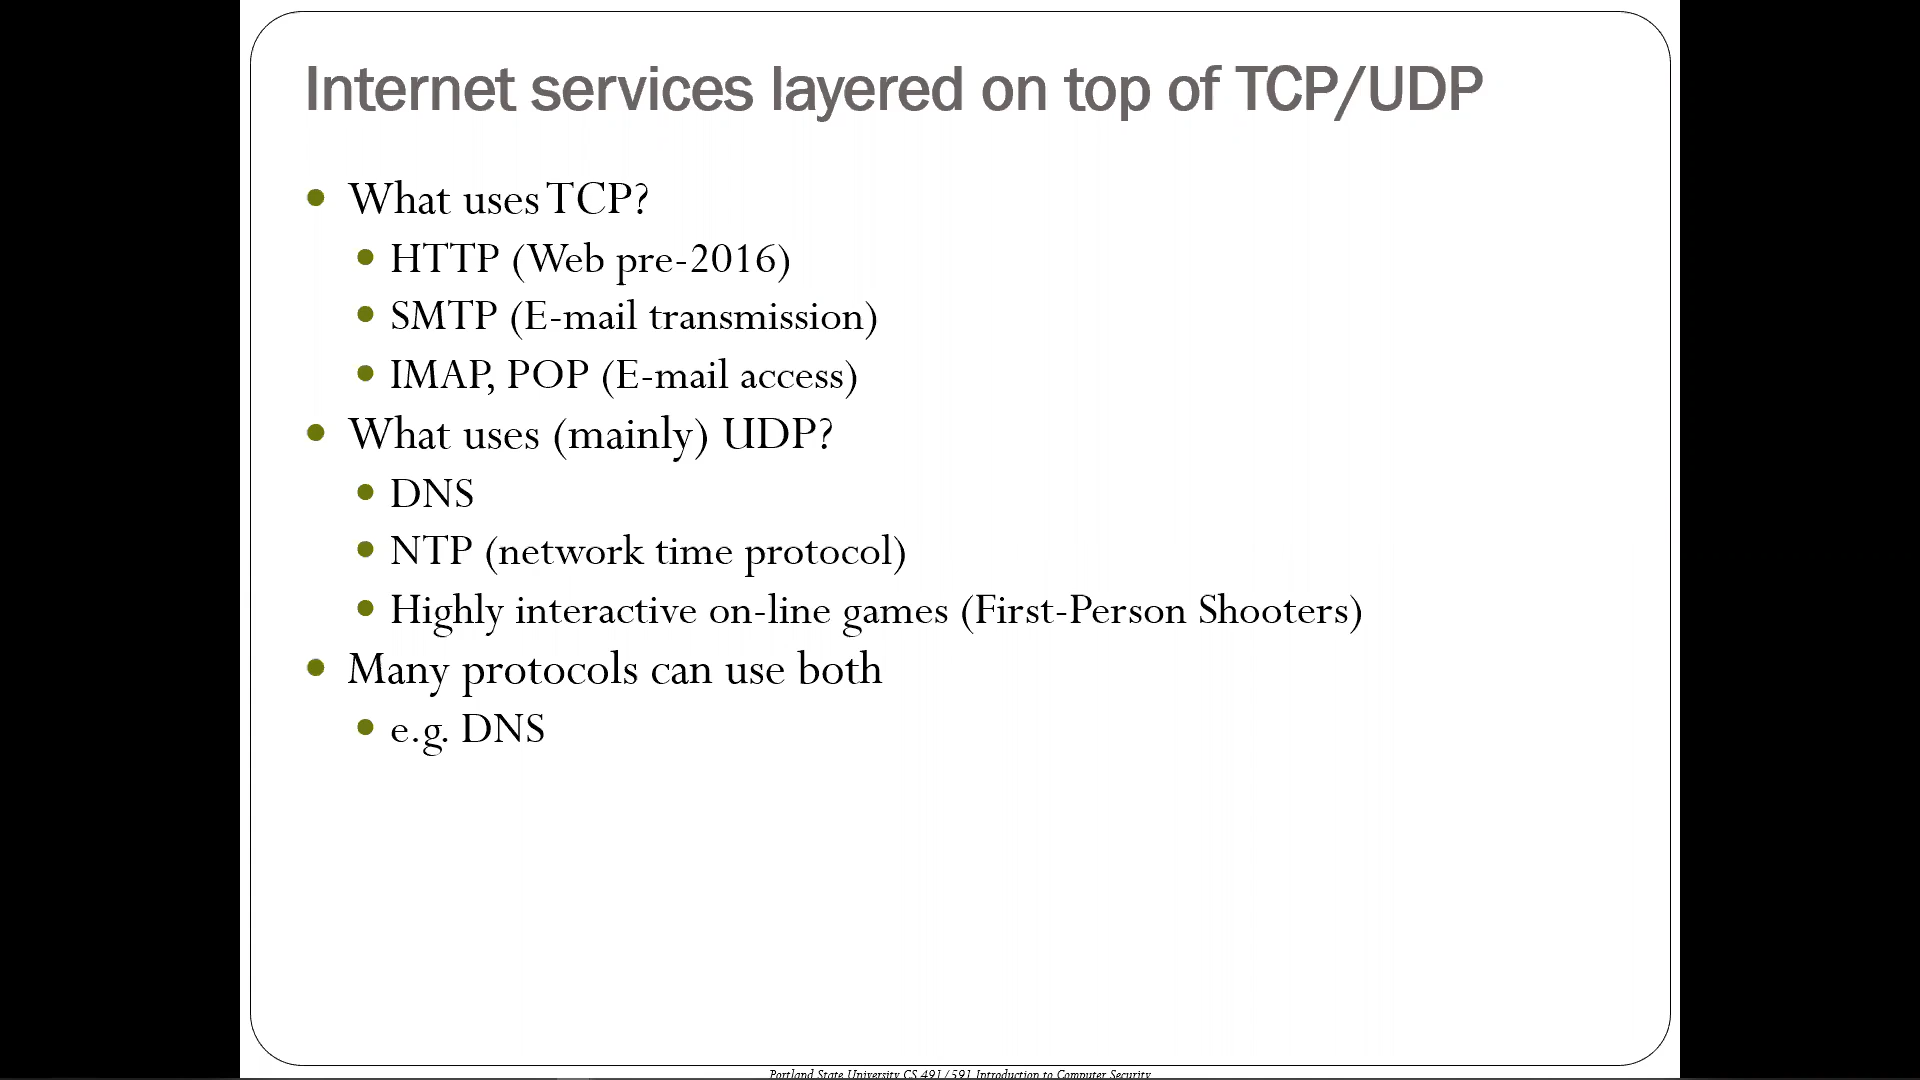 Internet services layered on top of TCP/UDP
• What uses TCP?
• HTTP (Web pre-2016)
• SMTP (E-mail transmission)
• IMAP, POP (E-mail access)
• What uses (mainly) UDP?
• DNS
• NTP (network time protocol)
• Highly interactive on-line games (First-Person Shooters)
• Many protocols can use both
• e.g. DNS
Portland State University CS 491/591 Introduction to Computer Security